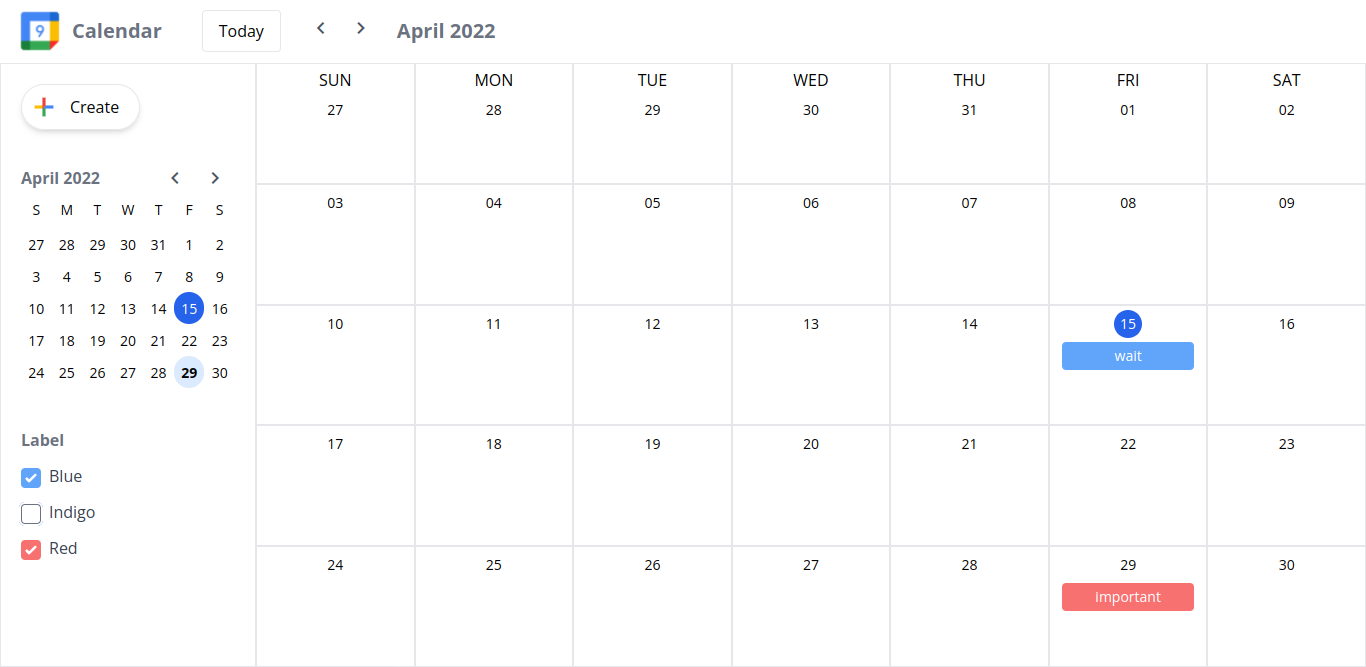 9 Calendar Today April 2022
Create
April 2022
S M T W T F S
27 28 29 30 31 1 2
3 4 5 6 7 8 9
10 11 12 13 14 15 16
17 18 19 20 21 22 23
24 25 26 27 28 29 30
Label
Blue
Indigo
Red
SUN MON TUE WED THU FRI SAT
27 28 29 30 31 01 02
03 04 05 06 07 08 09
10 11 12 13 14 15 16
wait
17 18 19 20 21 22 23
24 25 26 27 28 29 30
Important